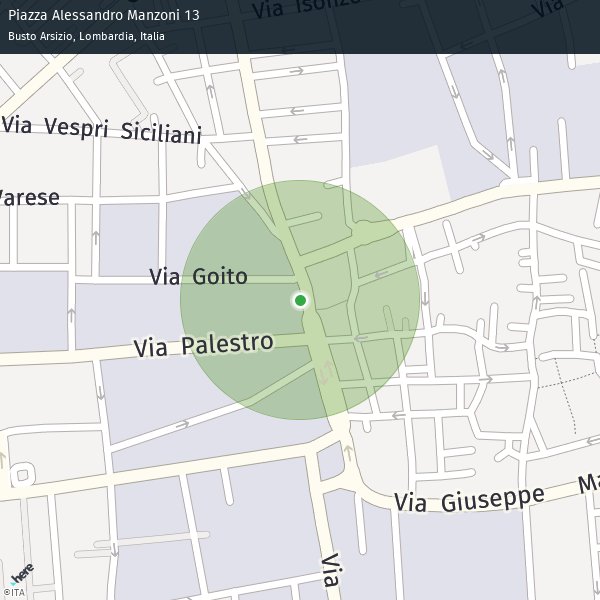 Piazza Alessandro Manzoni 13
Busto Arsizio, Lombardia, Italia
Via Isonzo
Via
Via Vespri Siciliani
Varese
Via Goito
Via Palestro
Via Giuseppe Ma
Via
here
©ITA